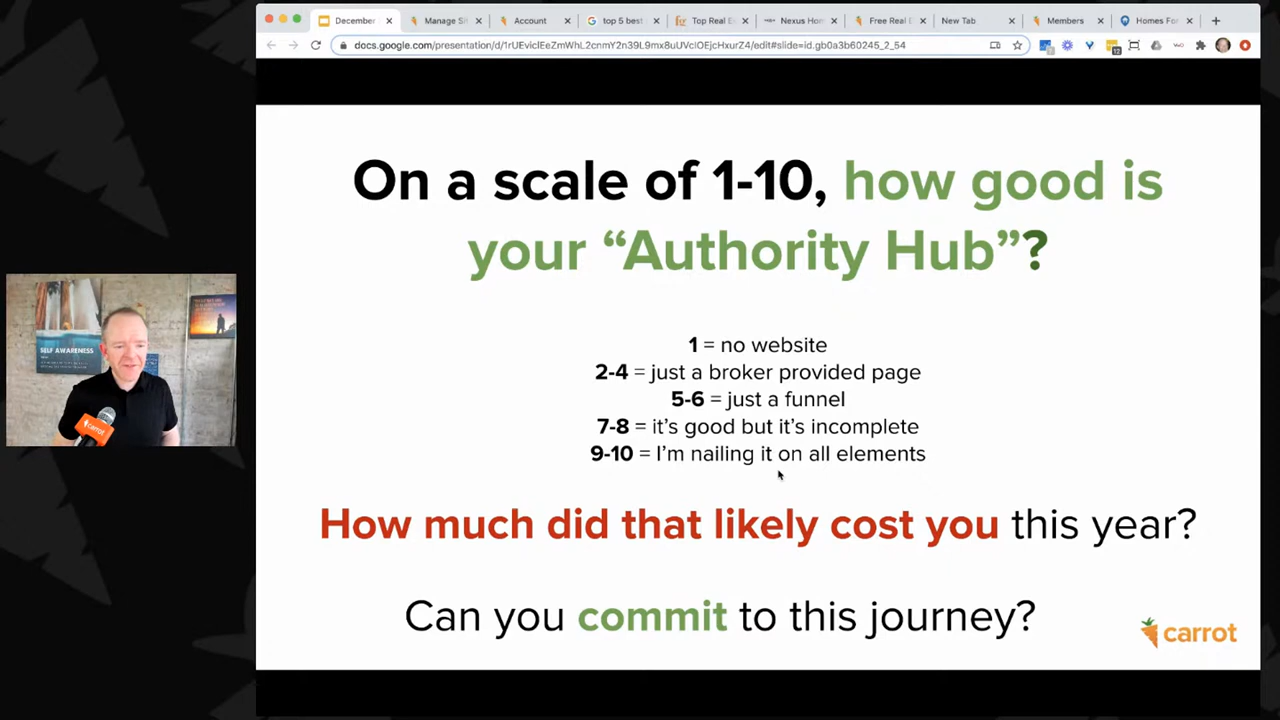 December
Manage Si
Account
top 5 best
Top Real E
Nexus Hom
Free Real E
New Tab
Members
Homes For
docs.google.com/presentation/d/1rUEviclEeZmWhL2cnmY2n39L9mx8uUVclOEjcHxurZ4/edit#slide=id.gb0a3b60245_2_54
On a scale of 1-10, how good is
your “Authority Hub”?
1 = no website
2-4 = just a broker provided page
5-6 = just a funnel
7-8 = it’s good but it’s incomplete
9-10 = I’m nailing it on all elements
How much did that likely cost you this year?
Can you commit to this journey?
carrot
SELF AWARENESS
carrot